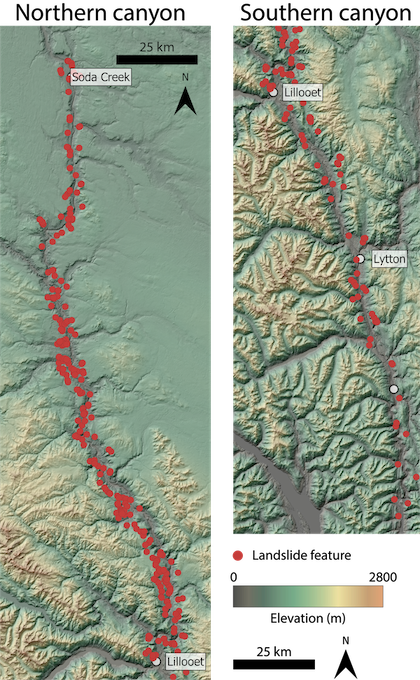 Northern canyon
Southern canyon
25 km
N
Soda Creek
Lillooet
Lillooet
Lytton
Landslide feature
0 2800
Elevation (m)
25 km
N